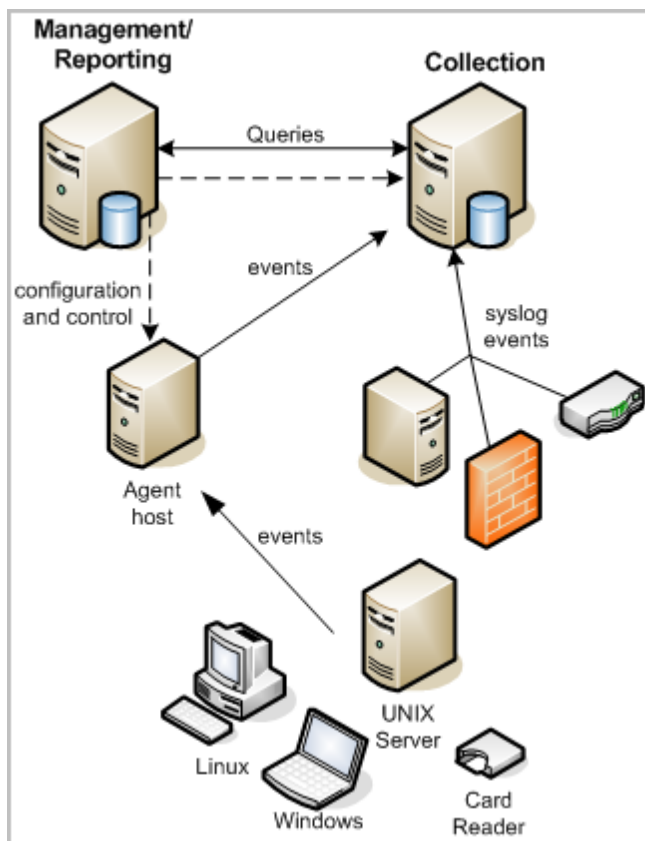 Management/
Reporting
Collection
Queries
configuration
and control
events
syslog
events
Agent
host
events
UNIX
Server
Linux
Windows
Card
Reader